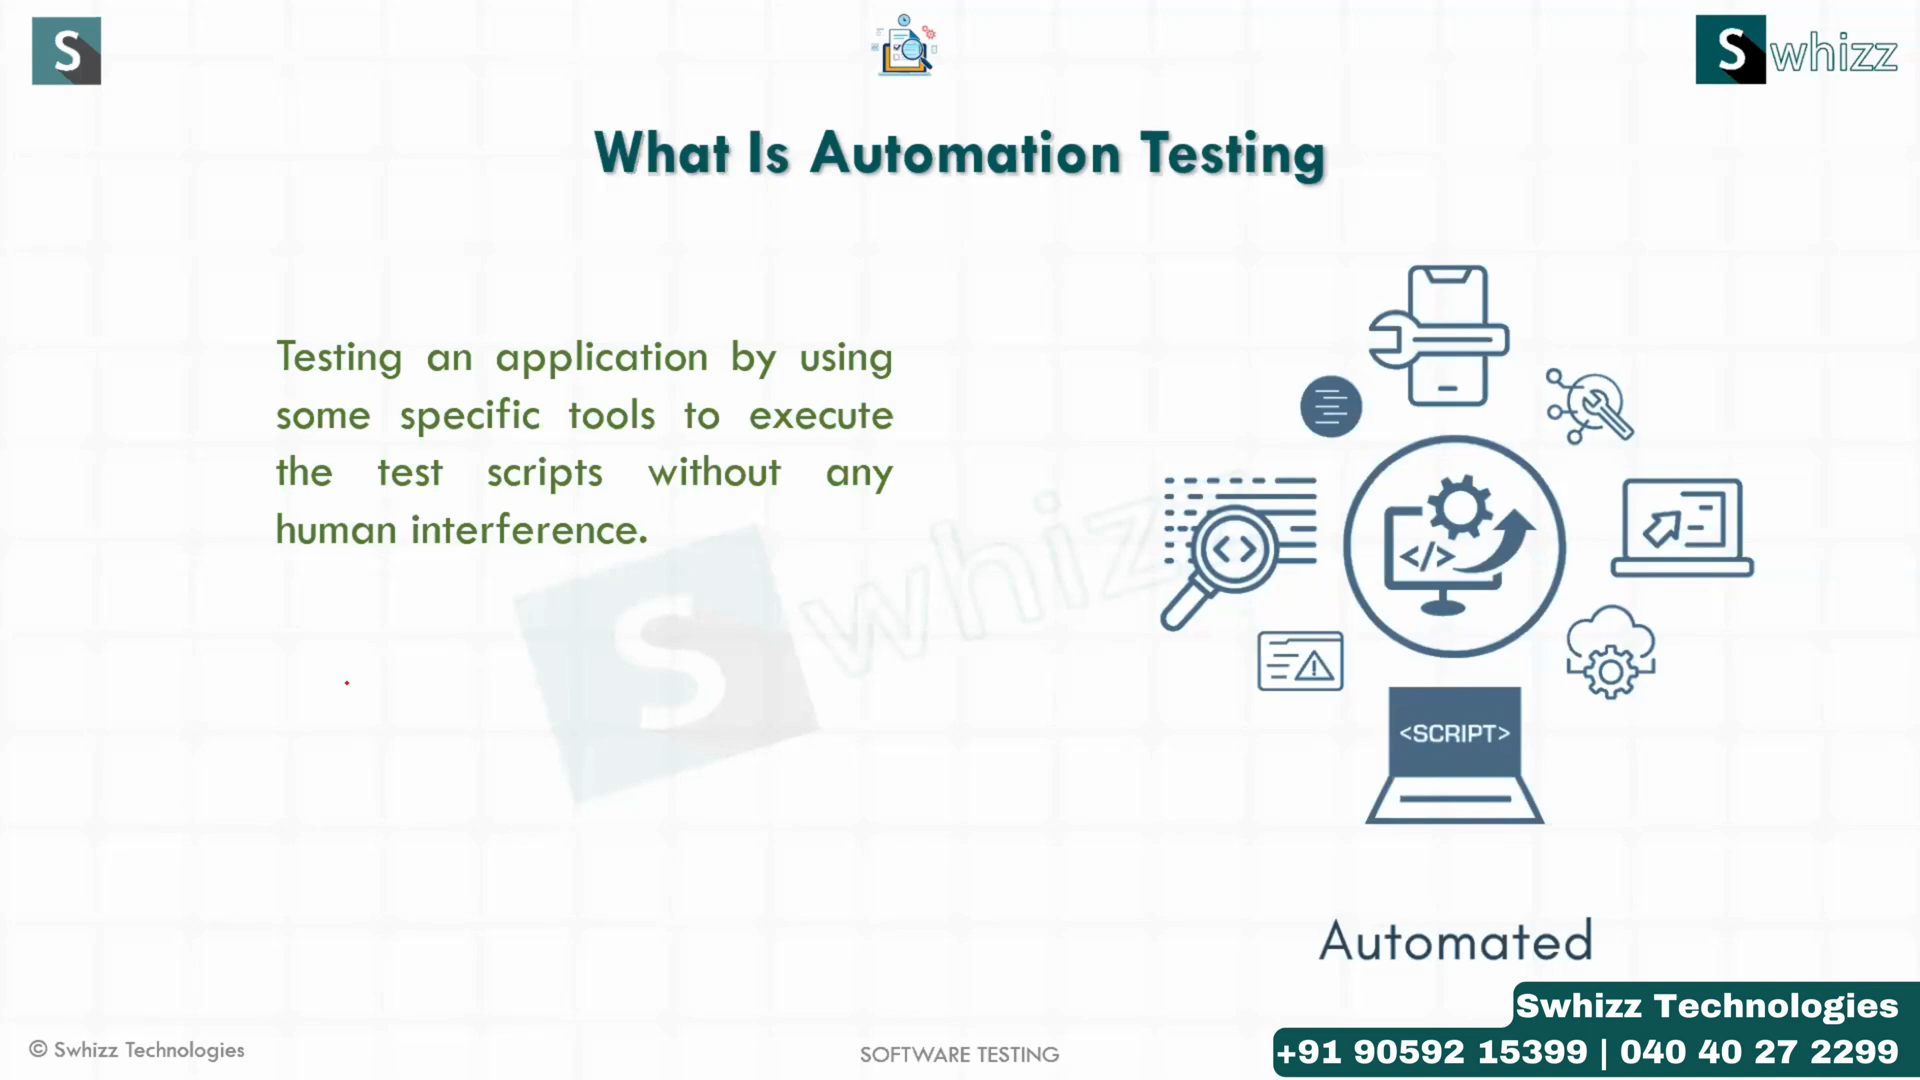 S
S whizz
What Is Automation Testing
Testing an application by using
some specific tools to execute
the test scripts without any
human interference.
S whizz
</>
<SCRIPT>
Automated
Swhizz Technologies
+91 90592 15399 | 040 40 27 2299
© Swhizz Technologies
SOFTWARE TESTING